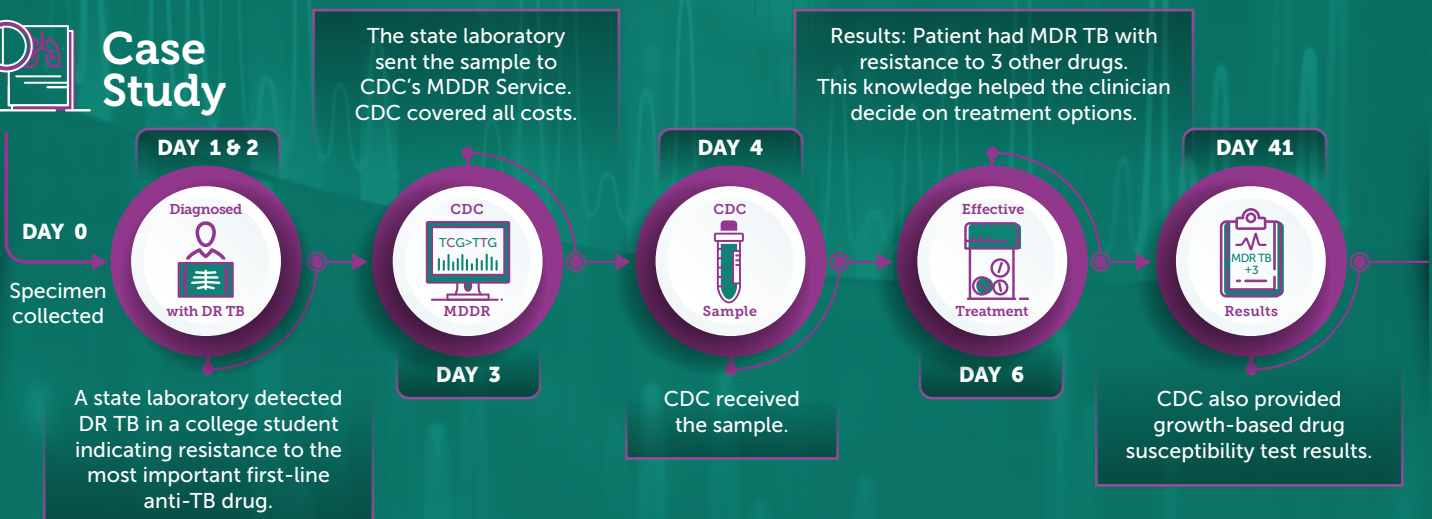 Case
Study
DAY 0
Specimen
collected
DAY 1 & 2
Diagnosed
with DR TB
A state laboratory detected
DR TB in a college student
indicating resistance to the
most important first-line
anti-TB drug.
The state laboratory
sent the sample to
CDC's MDDR Service.
CDC covered all costs.
CDC
TCG>TTG
MDDR
DAY 3
DAY 4
CDC
Sample
CDC received
the sample.
Results: Patient had MDR TB with
resistance to 3 other drugs.
This knowledge helped the clinician
decide on treatment options.
Effective
Treatment
DAY 6
DAY 41
MDR TB
+3
Results
CDC also provided
growth-based drug
susceptibility test results.